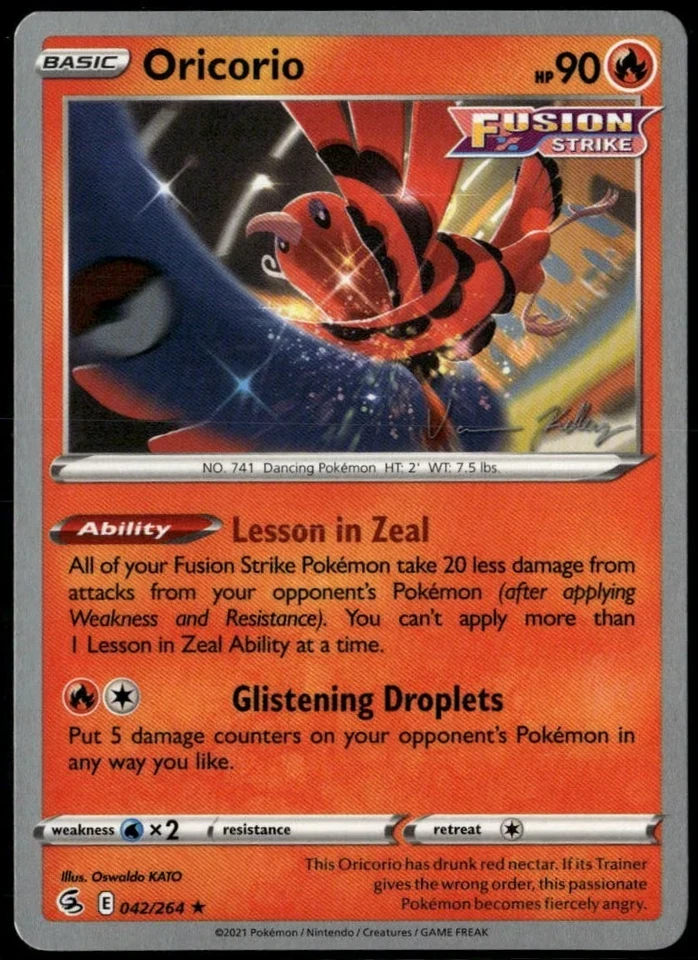 BASIC Oricorio HP 90
FUSION
STRIKE
NO. 741 Dancing Pokémon HT: 2' WT: 7.5 lbs.
Ability Lesson in Zeal
All of your Fusion Strike Pokémon take 20 less damage from
attacks from your opponent's Pokémon (after applying
Weakness and Resistance). You can't apply more than
1 Lesson in Zeal Ability at a time.
Glistening Droplets
Put 5 damage counters on your opponent's Pokémon in
any way you like.
weakness ×2 resistance retreat
Illus. Oswaldo KATO
E 042/264 ★
This Oricorio has drunk red nectar. If its Trainer
gives the wrong order, this passionate
Pokémon becomes fiercely angry.
©2021 Pokémon / Nintendo / Creatures / GAME FREAK